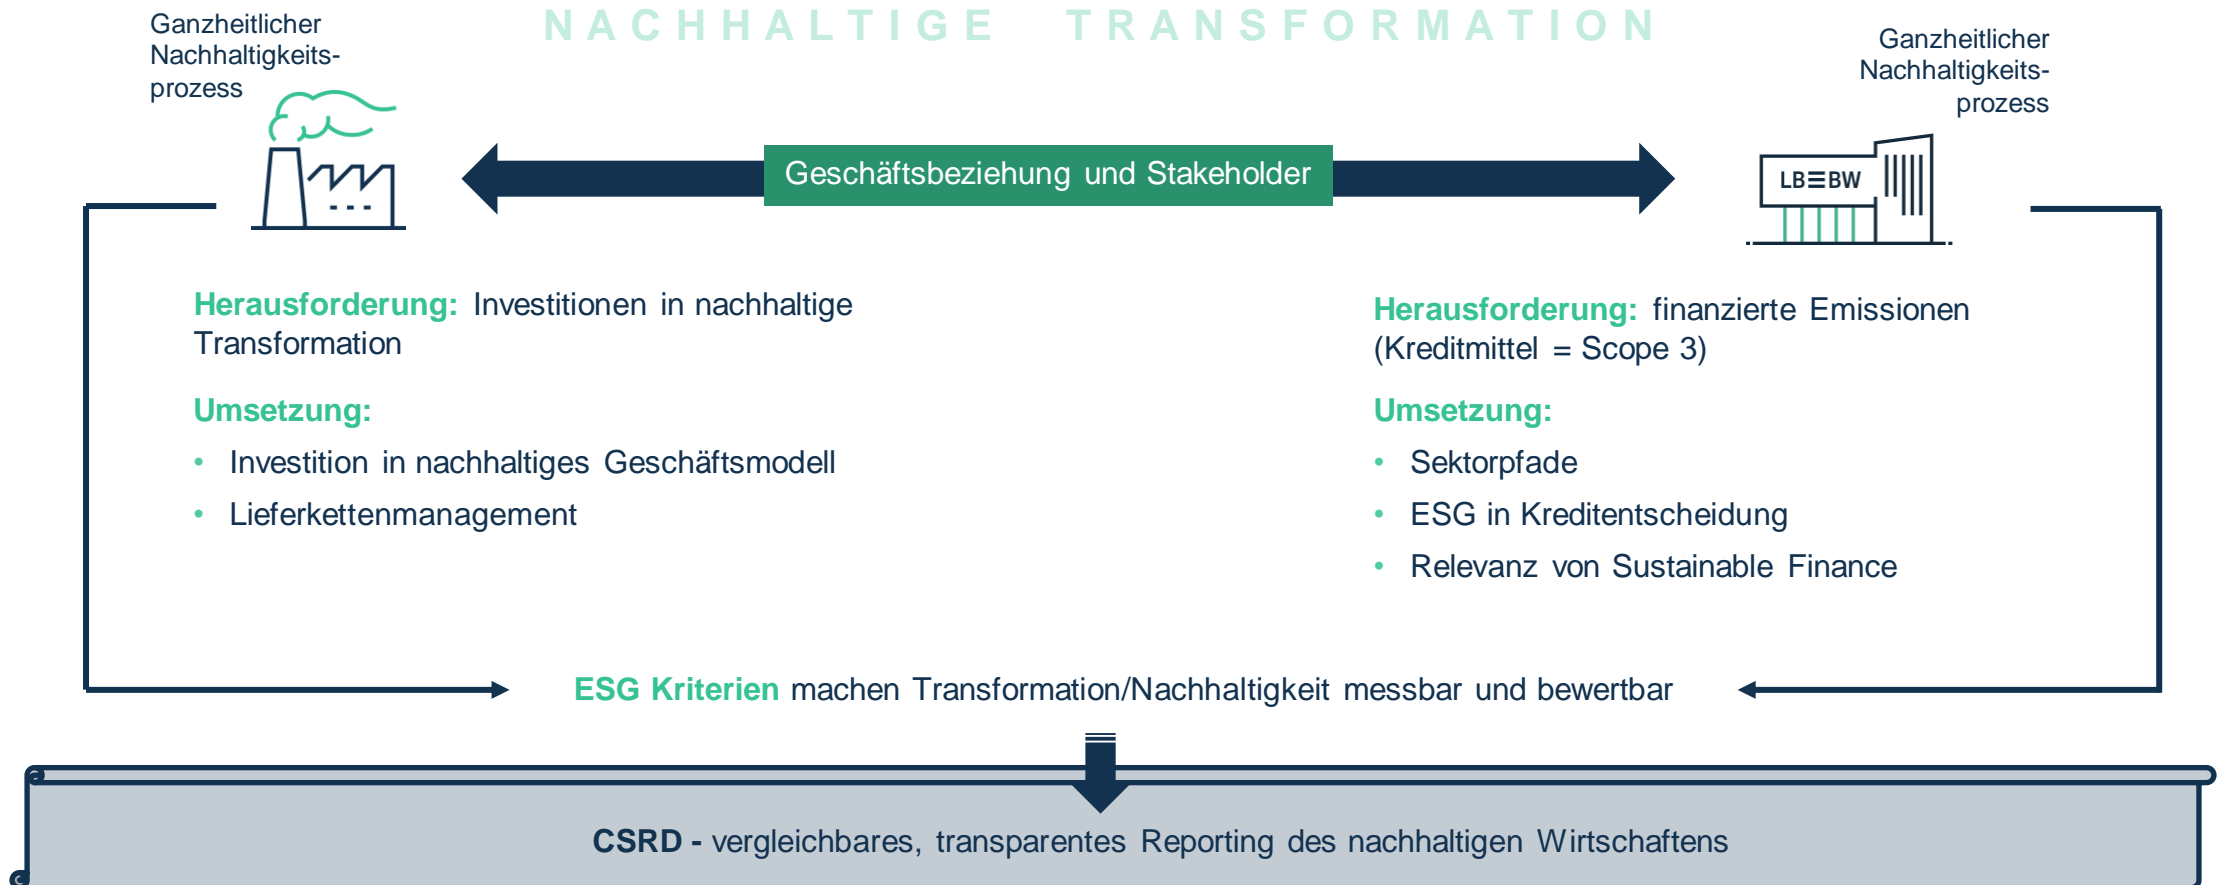 NACHHALTIGE TRANSFORMATION
Ganzheitlicher
Nachhaltigkeits-
prozess
Ganzheitlicher
Nachhaltigkeits-
prozess
Geschäftsbeziehung und Stakeholder
LB≡BW
Herausforderung: Investitionen in nachhaltige
Transformation
Umsetzung:
• Investition in nachhaltiges Geschäftsmodell
• Lieferkettenmanagement
Herausforderung: finanzierte Emissionen
(Kreditmittel = Scope 3)
Umsetzung:
• Sektorpfade
• ESG in Kreditentscheidung
• Relevanz von Sustainable Finance
ESG Kriterien machen Transformation/Nachhaltigkeit messbar und bewertbar
CSRD - vergleichbares, transparentes Reporting des nachhaltigen Wirtschaftens